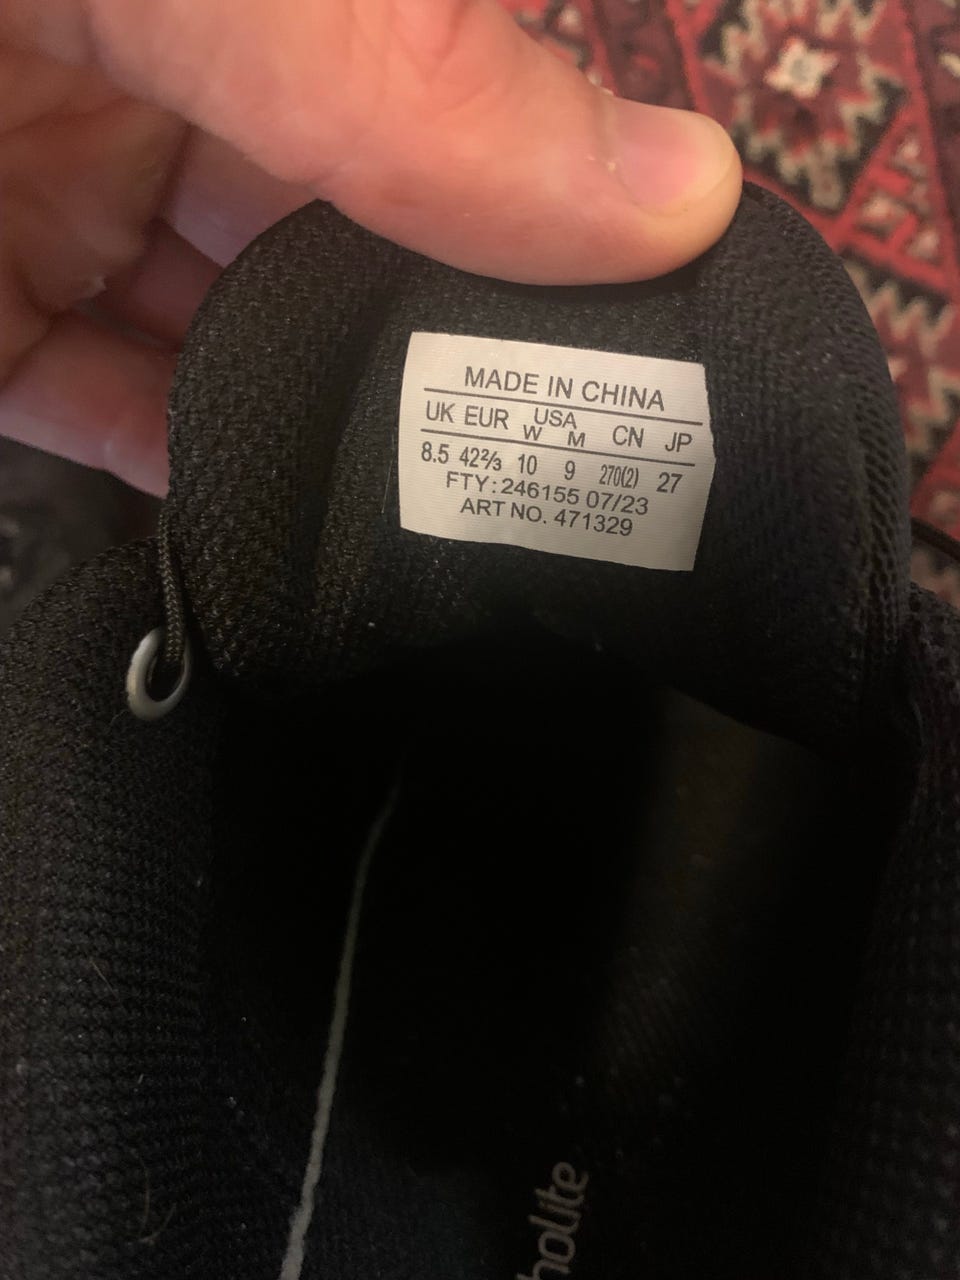 MADE IN CHINA
UK EUR USA CN JP
W M
8.5 42⅔ 10 9 270(2) 27
FTY: 246155 07/23
ART NO. 471329
holite